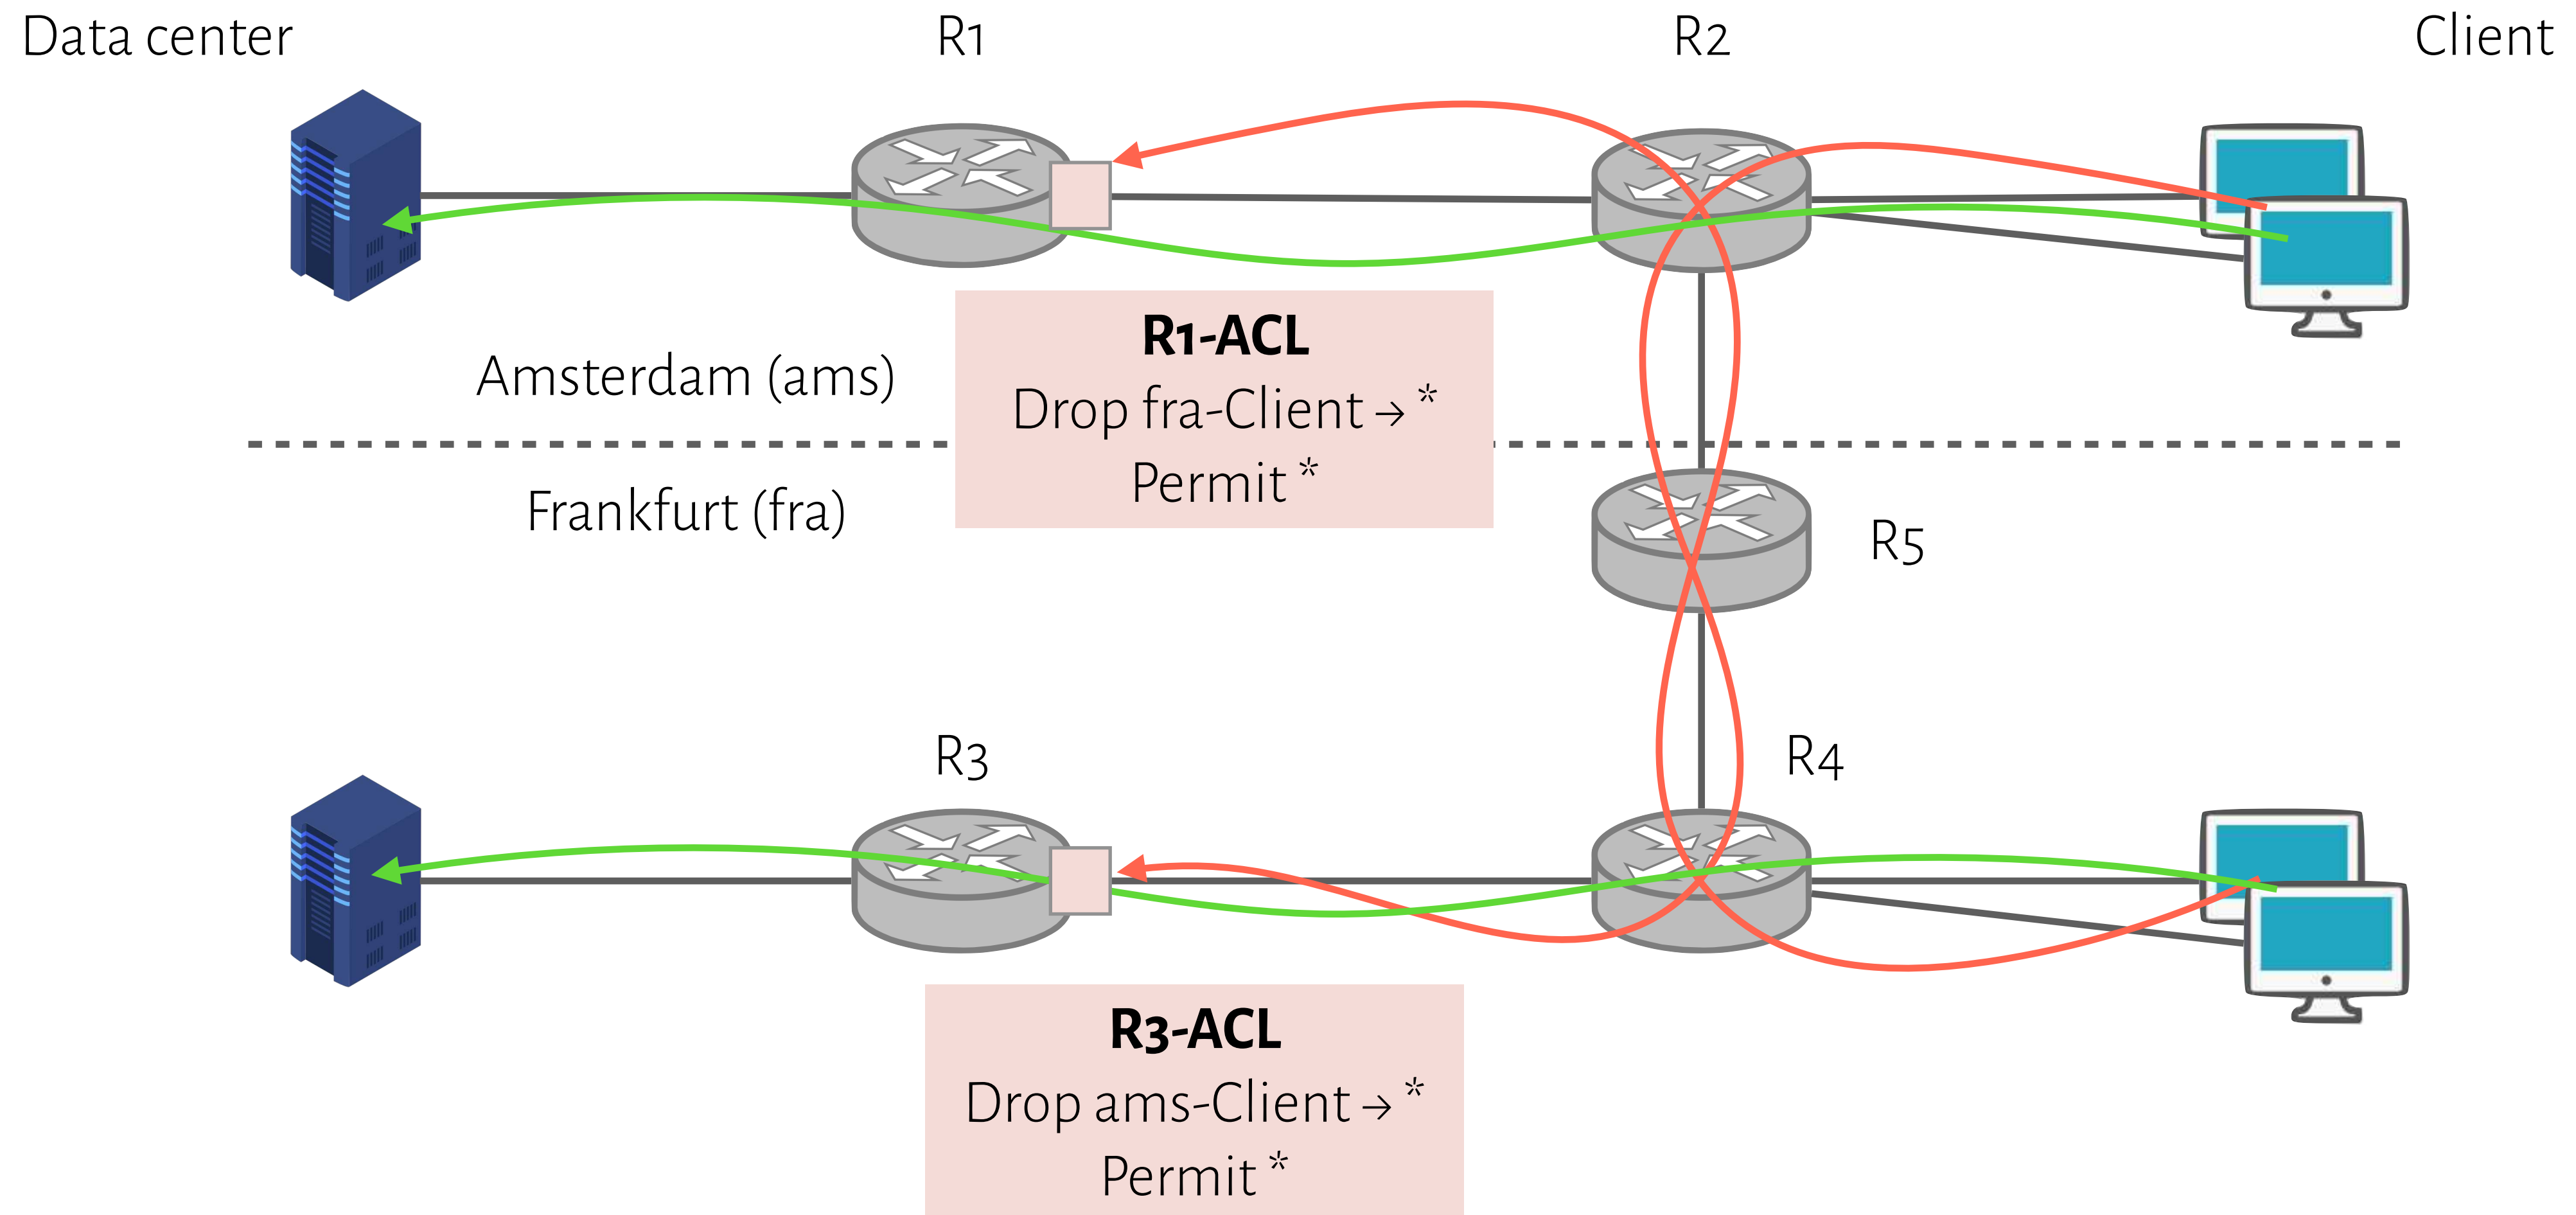 Data center
R1
R2
Client
R1-ACL
Drop fra-Client → *
Permit *
Amsterdam (ams)
Frankfurt (fra)
R5
R3
R4
R3-ACL
Drop ams-Client → *
Permit *